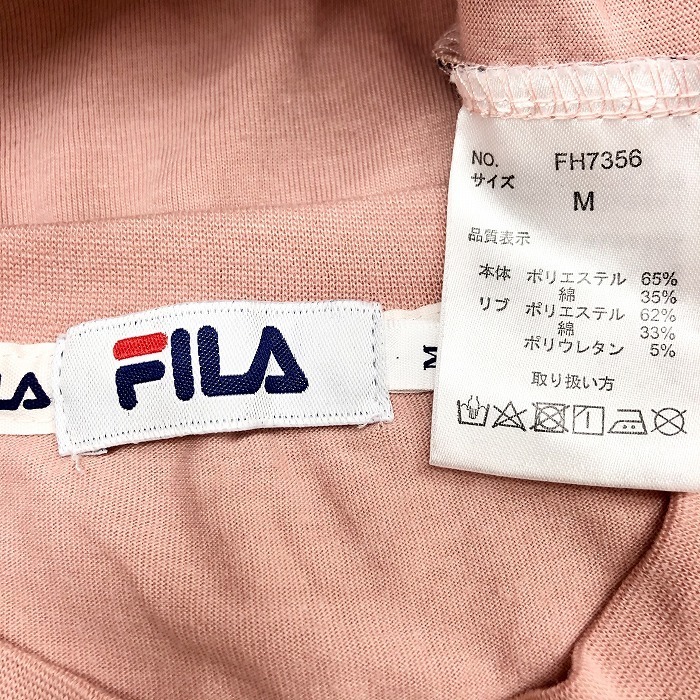 FILA
M
NO. FH7356
サイズ M
品質表示
本体 ポリエステル 65%
綿 35%
リブ ポリエステル 62%
綿 33%
ポリウレタン 5%
取り扱い方